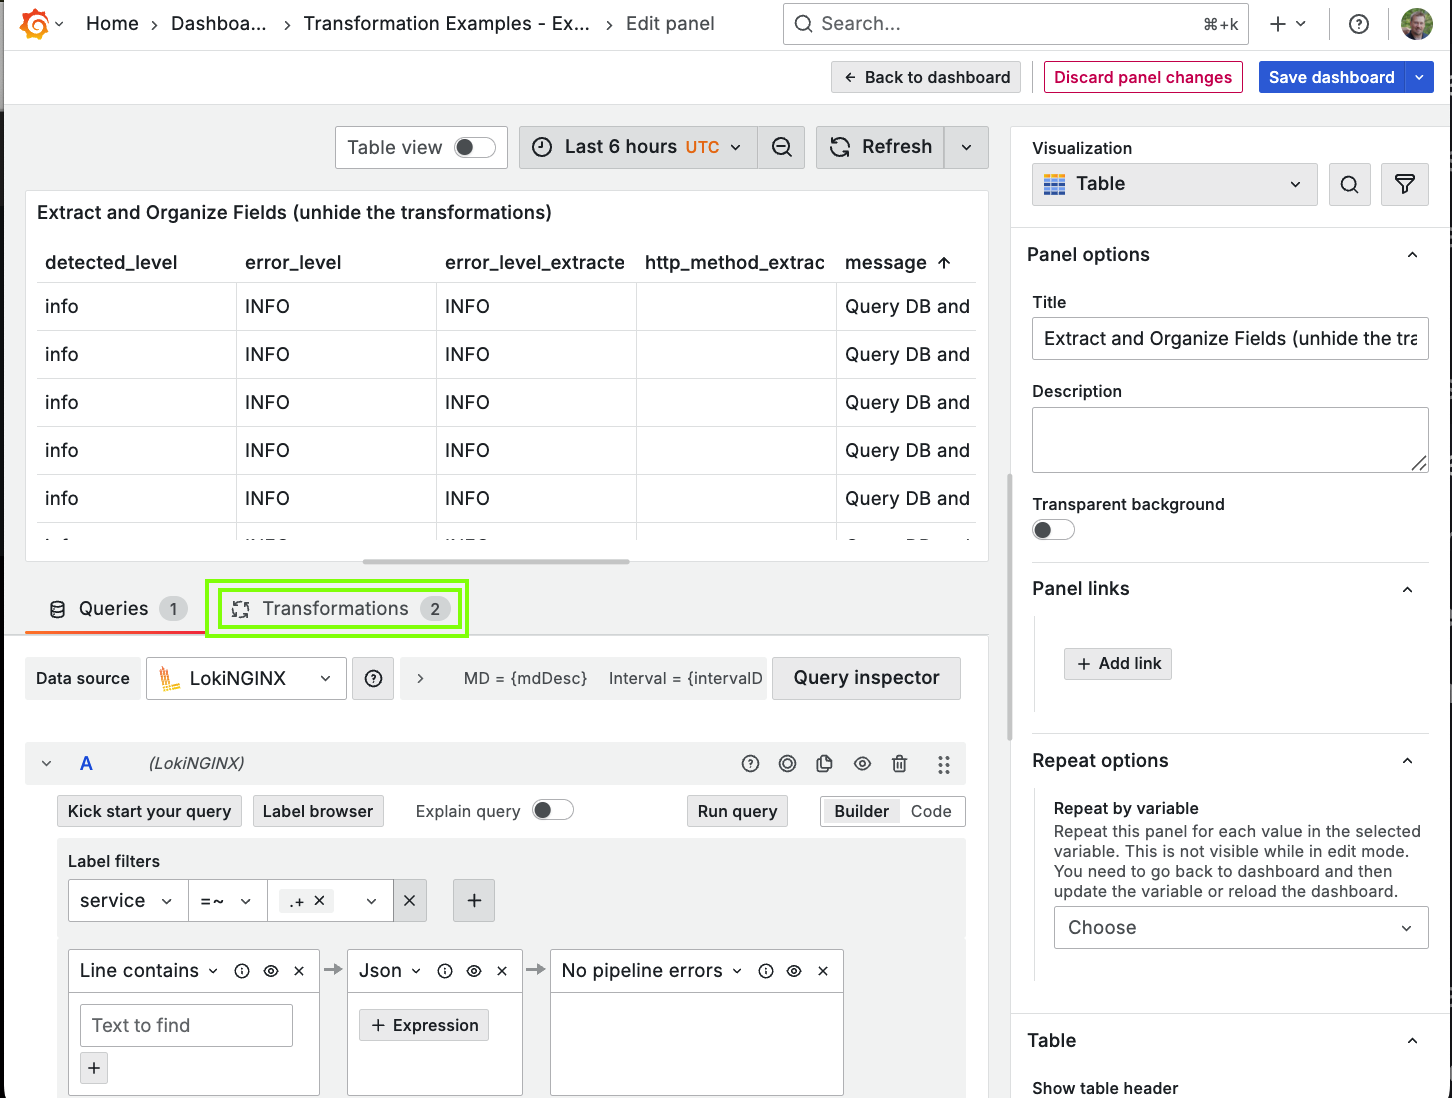 Home › Dashboa... › Transformation Examples - Ex... › Edit panel
Search... ⌘+k
← Back to dashboard
Discard panel changes
Save dashboard
Table view
Last 6 hours UTC
Refresh
Extract and Organize Fields (unhide the transformations)
detected_level error_level error_level_extracte http_method_extrac message ↑
info INFO INFO Query DB and
info INFO INFO Query DB and
info INFO INFO Query DB and
info INFO INFO Query DB and
info INFO INFO Query DB and
Queries 1
Transformations 2
Data source
LokiNGINX
MD = {mdDesc} Interval = {intervalD
Query inspector
A (LokiNGINX)
Kick start your query
Label browser
Explain query
Run query
Builder
Code
Label filters
service
=~
.+ ×
+
Line contains
Text to find
+
Json
+ Expression
No pipeline errors
Visualization
Table
Panel options
Title
Extract and Organize Fields (unhide the tra
Description
Transparent background
Panel links
+ Add link
Repeat options
Repeat by variable
Repeat this panel for each value in the selected
variable. This is not visible while in edit mode.
You need to go back to dashboard and then
update the variable or reload the dashboard.
Choose
Table
Show table header